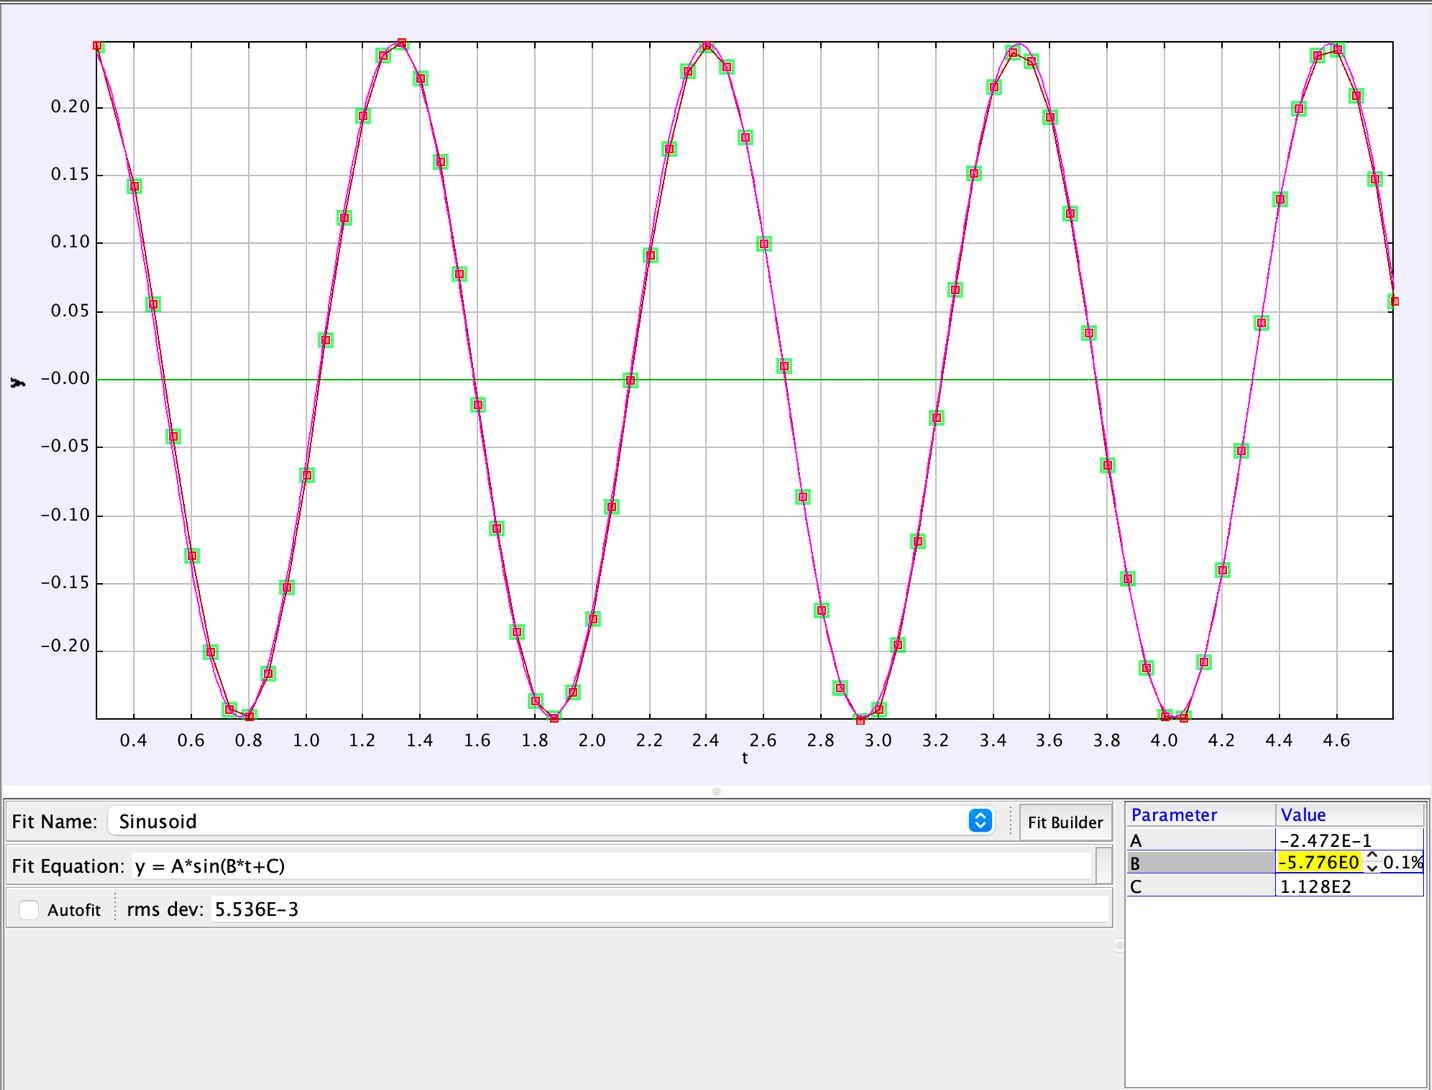 0.20
0.15
0.10
0.05
-0.00
-0.05
-0.10
-0.15
-0.20
y
0.4 0.6 0.8 1.0 1.2 1.4 1.6 1.8 2.0 2.2 2.4 2.6 2.8 3.0 3.2 3.4 3.6 3.8 4.0 4.2 4.4 4.6
t
Fit Name: Sinusoid Fit Builder
Fit Equation: y = A*sin(B*t+C)
Autofit rms dev: 5.536E-3
Parameter Value
A -2.472E-1
B -5.776E0 0.1%
C 1.128E2